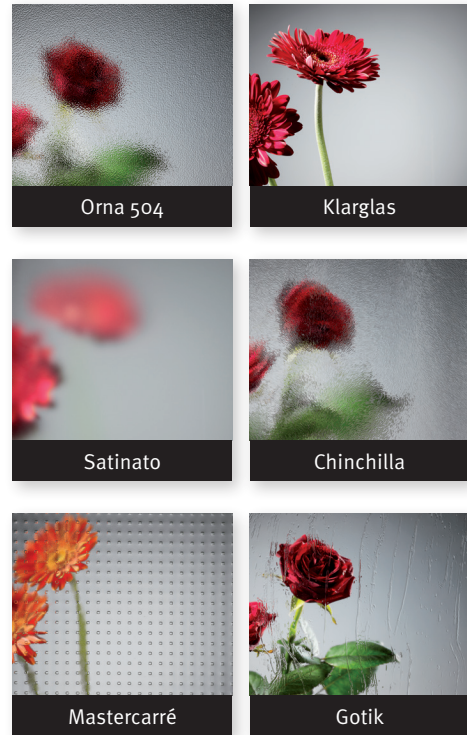 Orna 504
Klarglas
Satinato
Chinchilla
Mastercarré
Gotik